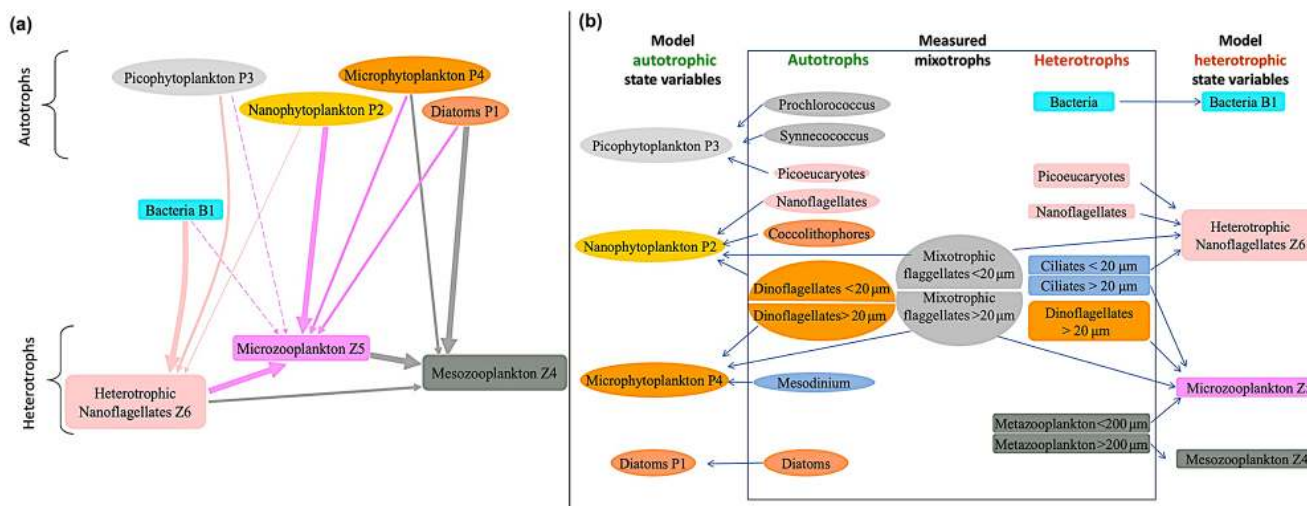 (a)
Autotrophs
Picophytoplankton P3
Microphytoplankton P4
Nanophytoplankton P2
Diatoms P1
Bacteria B1
Heterotrophs
Microzooplankton Z5
Mesozooplankton Z4
Heterotrophic
Nanoflagellates Z6
(b)
Model
autotrophic
state variables
Measured
mixotrophs
Autotrophs
Heterotrophs
Model
heterotrophic
state variables
Prochlorococcus
Synnecococcus
Picophytoplankton P3
Picoeucaryotes
Nanoflagellates
Coccolithophores
Nanophytoplankton P2
Dinoflagellates <20 µm
Dinoflagellates> 20 µm
Microphytoplankton P4
Mesodinium
Diatoms P1
Diatoms
Mixotrophic
flaggellates <20 µm
Mixotrophic
flaggellates >20 µm
Bacteria
Bacteria B1
Picoeucaryotes
Nanoflagellates
Heterotrophic
Nanoflagellates Z6
Ciliates < 20 µm
Ciliates > 20 µm
Dinoflagellates
> 20 µm
Microzooplankton Z
Metazooplankton <200 µm
Metazooplankton >200 µm
Mesozooplankton Z4